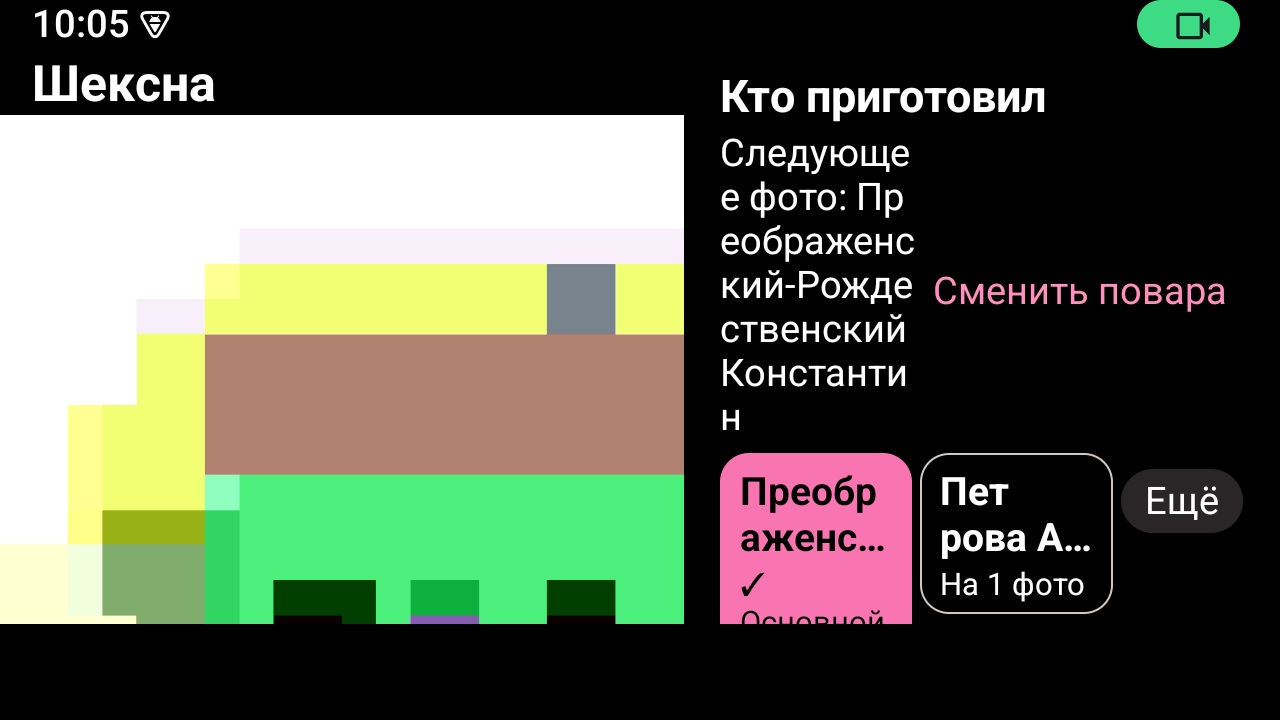 10:05
Шексна
Кто приготовил
Следующе
е фото: Пр
еображенс
кий-Рожде
ственский
Константи
н
Сменить повара
Преобр
аженс…
✓
Основной
Пет
рова А…
На 1 фото
Ещё